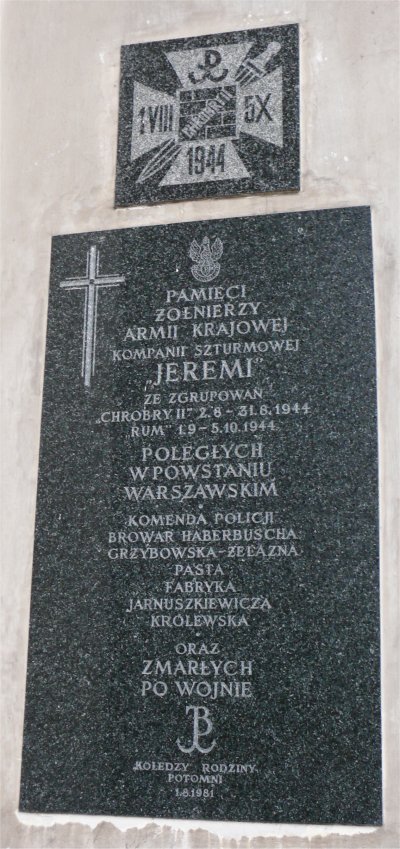 1 VIII
CHROBRY II
5 X
1944
PAMIĘCI
ŻOŁNIERZY
ARMII KRAJOWEJ
KOMPANII SZTURMOWEJ
„JEREMI”
ZE ZGRUPOWAŃ
„CHROBRY II” 2.8 – 31.8.1944
RUM” 1.9 – 5.10.1944
POLEGŁYCH
W POWSTANIU
WARSZAWSKIM
KOMENDA POLICJI
BROWAR HABERBUSCHA
GRZYBOWSKA-ŻELAZNA
PASTA
FABRYKA
JARNUSZKIEWICZA
KRÓLEWSKA
ORAZ
ZMARŁYCH
PO WOJNIE
KOLEDZY RODZINY
POTOMNI
1.8.1981